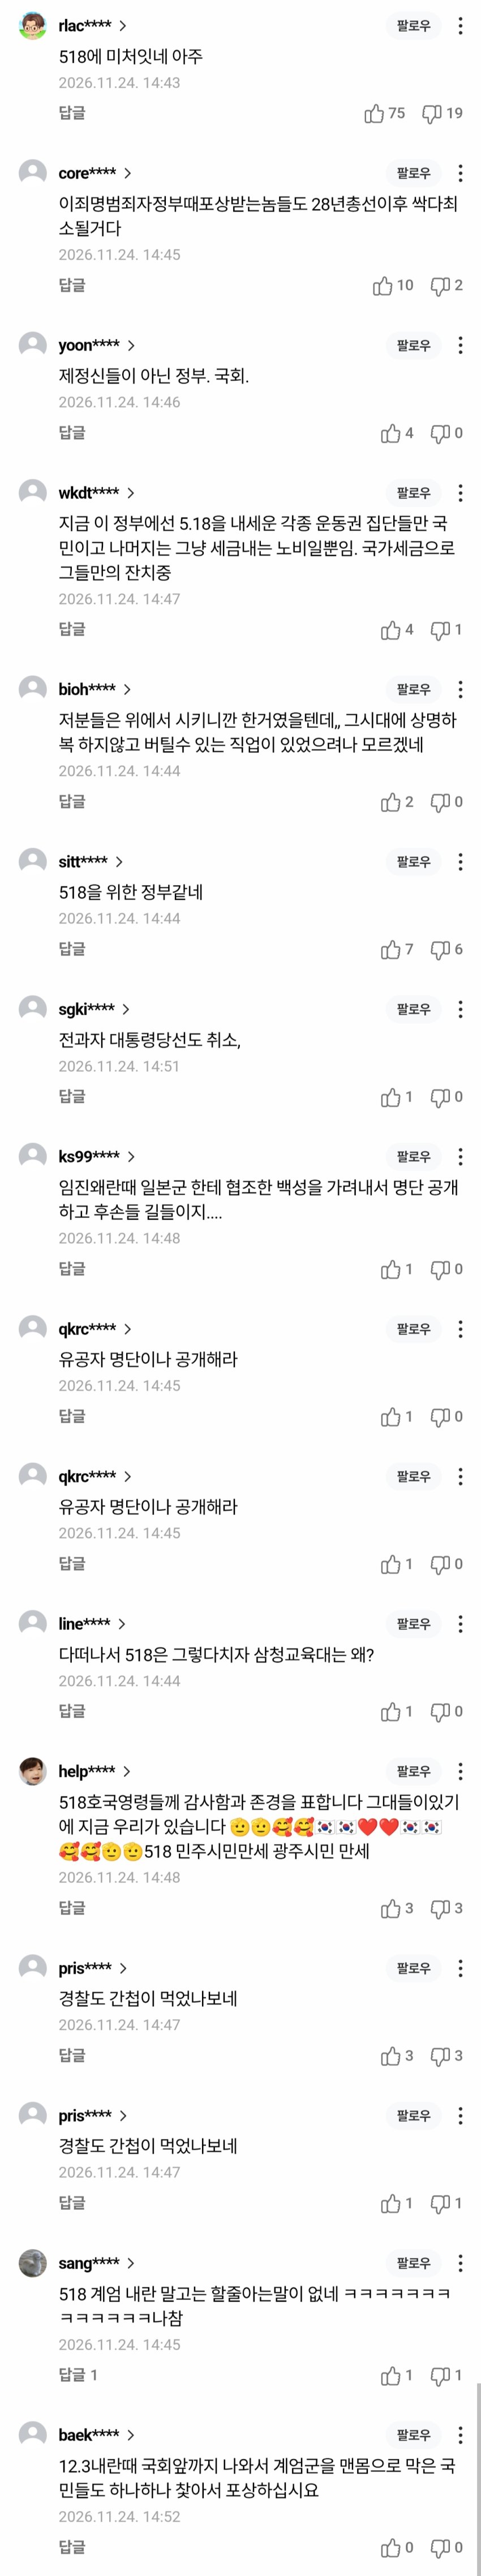 rlac****
팔로우
518에 미처잇네 아주
2026.11.24. 14:43
답글
75 19
core****
팔로우
이죄명범죄자정부때포상받는놈들도 28년총선이후 싹다최
소될거다
2026.11.24. 14:45
답글
10 2
yoon****
팔로우
제정신들이 아닌 정부. 국회.
2026.11.24. 14:46
답글
4 0
wkdt****
팔로우
지금 이 정부에선 5.18을 내세운 각종 운동권 집단들만 국
민이고 나머지는 그냥 세금내는 노비일뿐임. 국가세금으로
그들만의 잔치중
2026.11.24. 14:47
답글
4 1
bioh****
팔로우
저분들은 위에서 시키니깐 한거였을텐데,, 그시대에 상명하
복 하지않고 버틸수 있는 직업이 있었으려나 모르겠네
2026.11.24. 14:44
답글
2 0
sitt****
팔로우
518을 위한 정부같네
2026.11.24. 14:44
답글
7 6
sgki****
팔로우
전과자 대통령당선도 취소,
2026.11.24. 14:51
답글
1 0
ks99****
팔로우
임진왜란때 일본군 한테 협조한 백성을 가려내서 명단 공개
하고 후손들 길들이지....
2026.11.24. 14:48
답글
1 0
qkrc****
팔로우
유공자 명단이나 공개해라
2026.11.24. 14:45
답글
1 0
qkrc****
팔로우
유공자 명단이나 공개해라
2026.11.24. 14:45
답글
1 0
line****
팔로우
다떠나서 518은 그렇다치자 삼청교육대는 왜?
2026.11.24. 14:44
답글
1 0
help****
팔로우
518호국영령들께 감사함과 존경을 표합니다 그대들이있기
에 지금 우리가 있습니다 🫡🫡🥰🥰🇰🇷🇰🇷❤️❤️🇰🇷🇰🇷
🥰🥰🫡🫡518 민주시민만세 광주시민 만세
2026.11.24. 14:48
답글
3 3
pris****
팔로우
경찰도 간첩이 먹었나보네
2026.11.24. 14:47
답글
3 3
pris****
팔로우
경찰도 간첩이 먹었나보네
2026.11.24. 14:47
답글
1 1
sang****
팔로우
518 계엄 내란 말고는 할줄아는말이 없네 ㅋㅋㅋㅋㅋㅋㅋ
ㅋㅋㅋㅋㅋㅋ나참
2026.11.24. 14:45
답글 1
1 1
baek****
팔로우
12.3내란때 국회앞까지 나와서 계엄군을 맨몸으로 막은 국
민들도 하나하나 찾아서 포상하십시요
2026.11.24. 14:52
답글
0 0